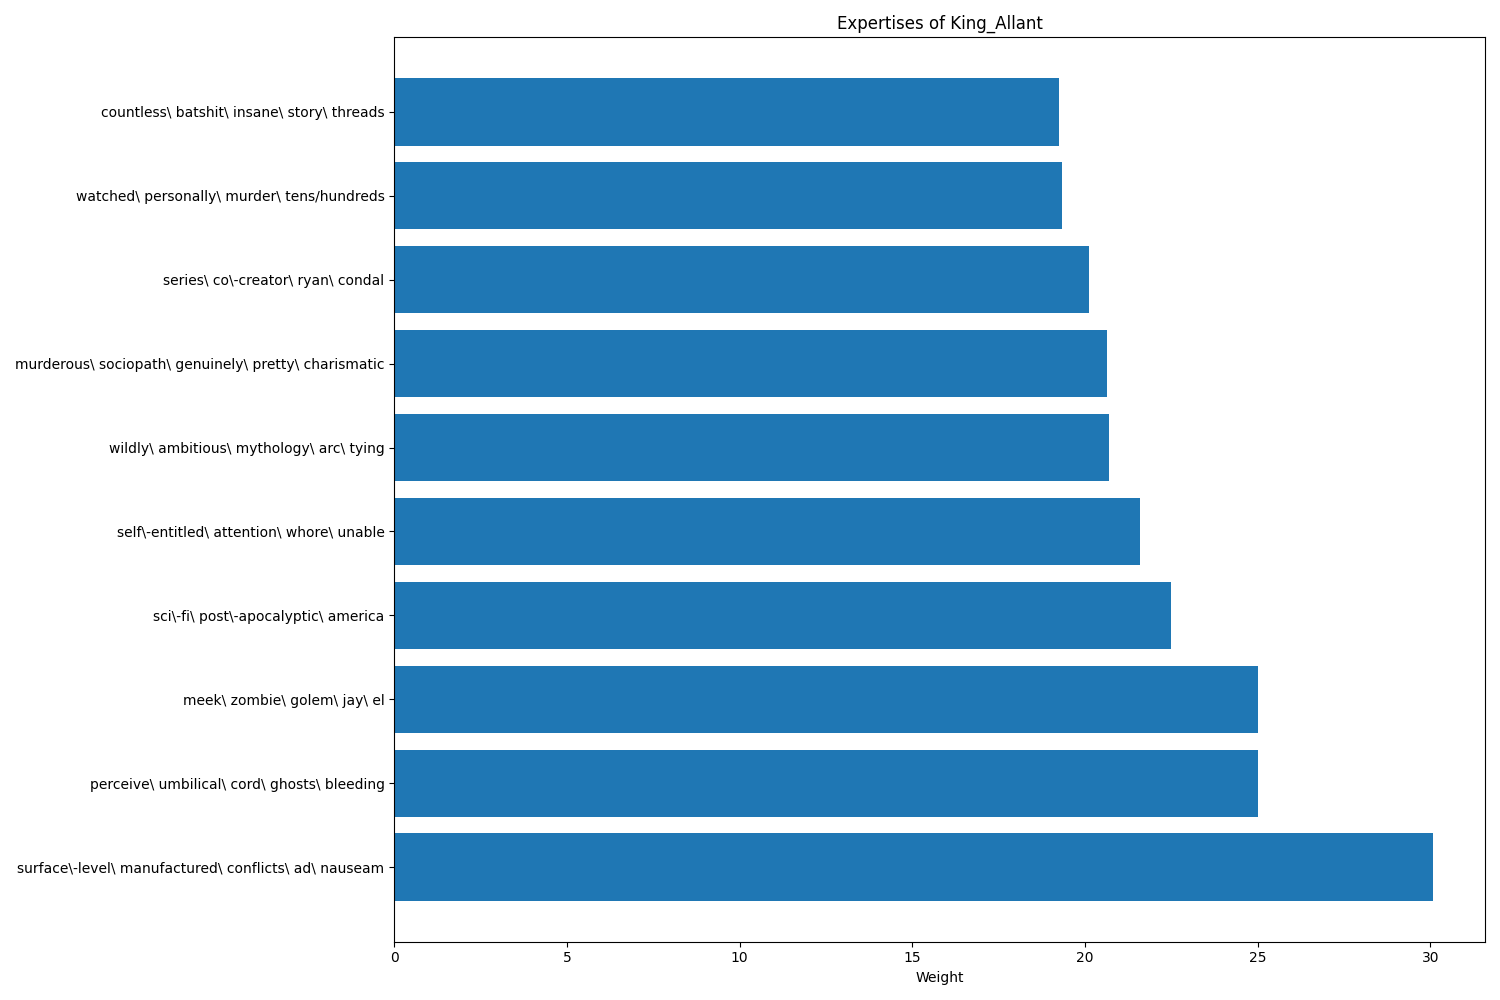 Expertises of King_Allant
countless\ batshit\ insane\ story\ threads
watched\ personally\ murder\ tens/hundreds
series\ co\-creator\ ryan\ condal
murderous\ sociopath\ genuinely\ pretty\ charismatic
wildly\ ambitious\ mythology\ arc\ tying
self\-entitled\ attention\ whore\ unable
sci\-fi\ post\-apocalyptic\ america
meek\ zombie\ golem\ jay\ el
perceive\ umbilical\ cord\ ghosts\ bleeding
surface\-level\ manufactured\ conflicts\ ad\ nauseam
0 5 10 15 20 25 30
Weight